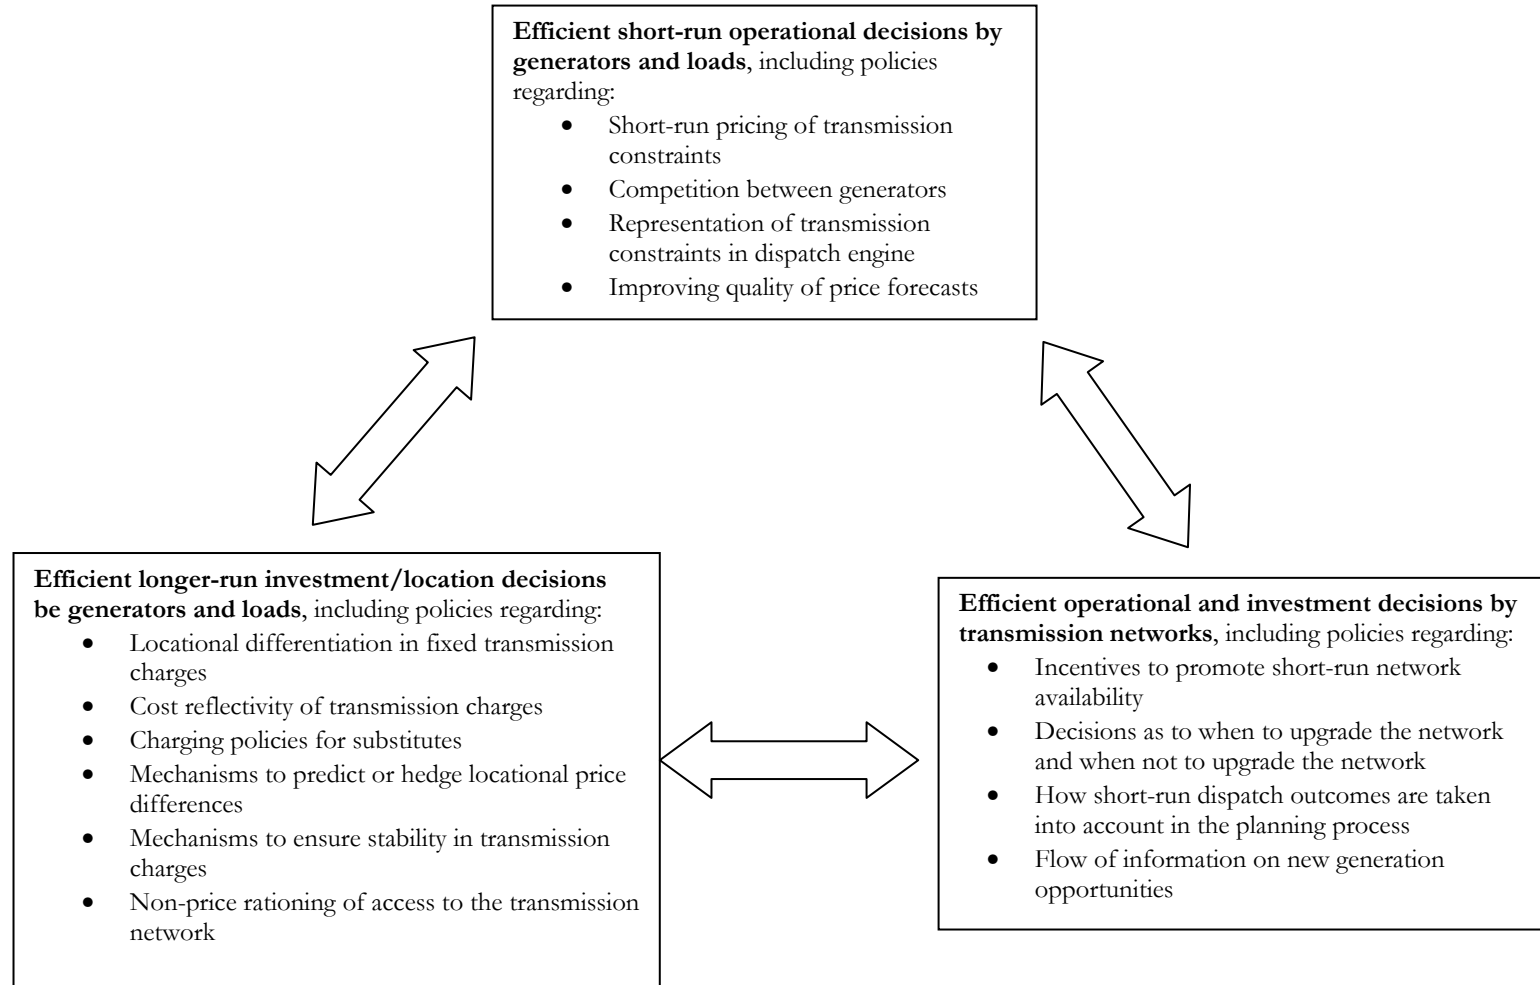 Efficient short-run operational decisions by
generators and loads, including policies
regarding:
• Short-run pricing of transmission
constraints
• Competition between generators
• Representation of transmission
constraints in dispatch engine
• Improving quality of price forecasts
Efficient longer-run investment/location decisions
be generators and loads, including policies regarding:
• Locational differentiation in fixed transmission
charges
• Cost reflectivity of transmission charges
• Charging policies for substitutes
• Mechanisms to predict or hedge locational price
differences
• Mechanisms to ensure stability in transmission
charges
• Non-price rationing of access to the transmission
network
Efficient operational and investment decisions by
transmission networks, including policies regarding:
• Incentives to promote short-run network
availability
• Decisions as to when to upgrade the network
and when not to upgrade the network
• How short-run dispatch outcomes are taken
into account in the planning process
• Flow of information on new generation
opportunities